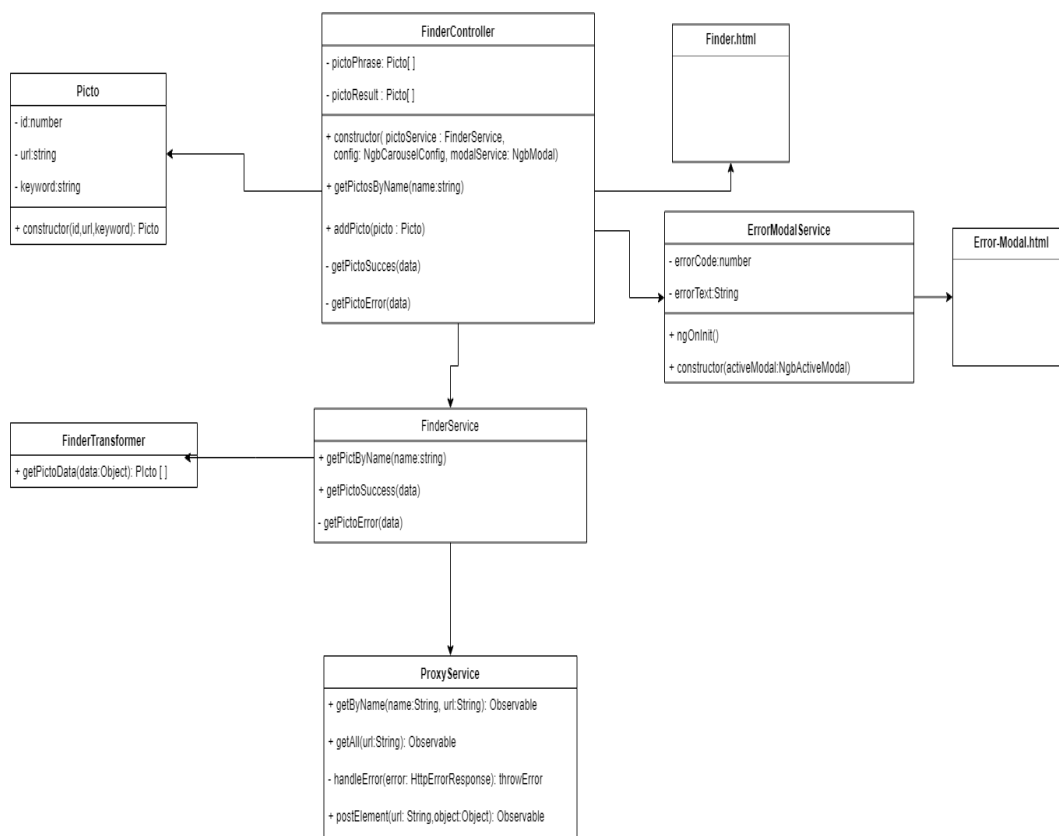 FinderController
- pictoPhrase: Picto[ ]
- pictoResult : Picto[ ]
+ constructor( pictoService : FinderService,
config: NgbCarouselConfig, modalService: NgbModal)
+ getPictosByName(name:string)
+ addPicto(picto : Picto)
- getPictoSucces(data)
- getPictoError(data)
Finder.html
Picto
- id:number
- url:string
- keyword:string
+ constructor(id,url,keyword): Picto
ErrorModalService
- errorCode:number
- errorText:String
+ ngOnInit()
+ constructor(activeModal:NgbActiveModal)
Error-Modal.html
FinderService
+ getPictByName(name:string)
+ getPictoSuccess(data)
- getPictoError(data)
FinderTransformer
+ getPictoData(data:Object): PIcto [ ]
ProxyService
+ getByName(name:String, url:String): Observable
+ getAll(url:String): Observable
- handleError(error: HttpErrorResponse): throwError
+ postElement(url: String,object:Object): Observable